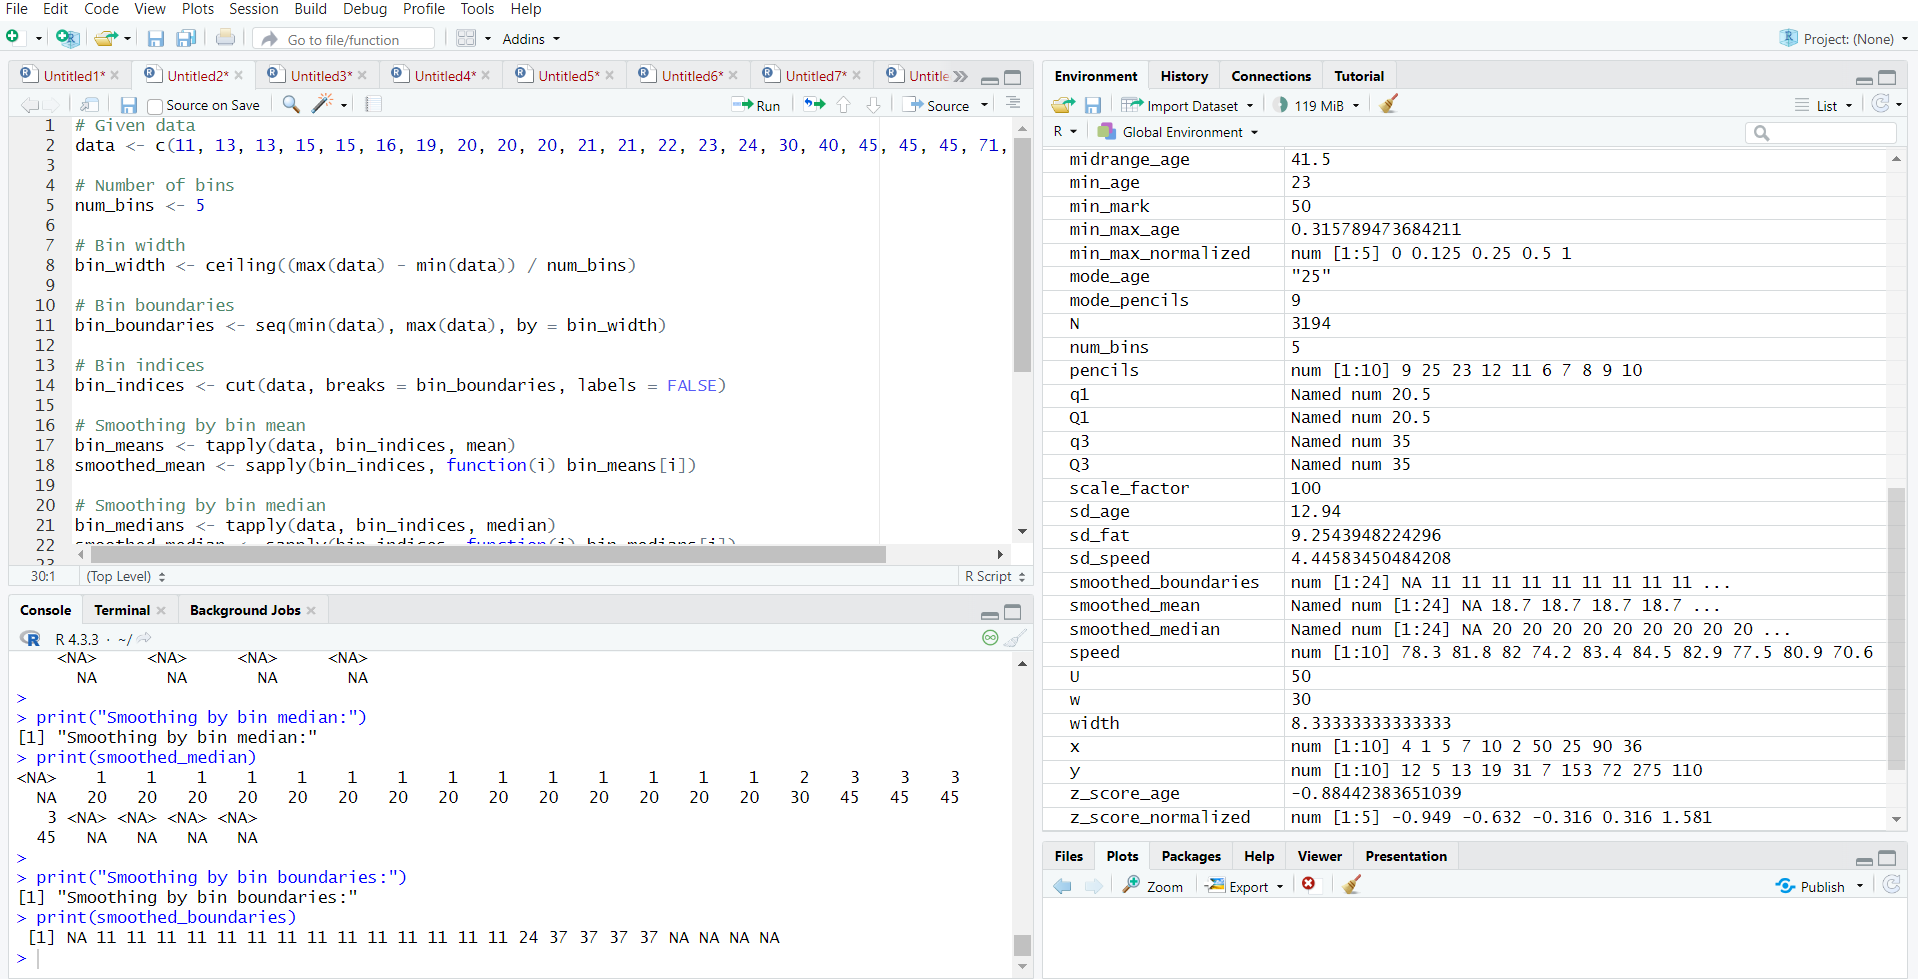 File Edit Code View Plots Session Build Debug Profile Tools Help
Go to file/function Addins Project: (None)
Untitled1* Untitled2* Untitled3* Untitled4* Untitled5* Untitled6* Untitled7* Untitle
Source on Save Run Source
1 # Given data
2 data <- c(11, 13, 13, 15, 15, 16, 19, 20, 20, 20, 21, 21, 22, 23, 24, 30, 40, 45, 45, 45, 71,
3
4 # Number of bins
5 num_bins <- 5
6
7 # Bin width
8 bin_width <- ceiling((max(data) - min(data)) / num_bins)
9
10 # Bin boundaries
11 bin_boundaries <- seq(min(data), max(data), by = bin_width)
12
13 # Bin indices
14 bin_indices <- cut(data, breaks = bin_boundaries, labels = FALSE)
15
16 # Smoothing by bin mean
17 bin_means <- tapply(data, bin_indices, mean)
18 smoothed_mean <- sapply(bin_indices, function(i) bin_means[i])
19
20 # Smoothing by bin median
21 bin_medians <- tapply(data, bin_indices, median)
22 smoothed_median <- sapply(bin_indices, function(i) bin_medians[i])
23
30:1 (Top Level) R Script
Console Terminal Background Jobs
R R 4.3.3 · ~/
<NA> <NA> <NA> <NA>
NA NA NA NA
>
> print("Smoothing by bin median:")
[1] "Smoothing by bin median:"
> print(smoothed_median)
<NA> 1 1 1 1 1 1 1 1 1 1 1 1 1 1 2 3 3 3
NA 20 20 20 20 20 20 20 20 20 20 20 20 20 20 30 45 45 45
3 <NA> <NA> <NA> <NA>
45 NA NA NA NA
>
> print("Smoothing by bin boundaries:")
[1] "Smoothing by bin boundaries:"
> print(smoothed_boundaries)
[1] NA 11 11 11 11 11 11 11 11 11 11 11 11 11 11 24 37 37 37 37 NA NA NA NA
>
Environment History Connections Tutorial
Import Dataset 119 MiB List
R Global Environment
midrange_age 41.5
min_age 23
min_mark 50
min_max_age 0.315789473684211
min_max_normalized num [1:5] 0 0.125 0.25 0.5 1
mode_age "25"
mode_pencils 9
N 3194
num_bins 5
pencils num [1:10] 9 25 23 12 11 6 7 8 9 10
q1 Named num 20.5
Q1 Named num 20.5
q3 Named num 35
Q3 Named num 35
scale_factor 100
sd_age 12.94
sd_fat 9.2543948224296
sd_speed 4.44583450484208
smoothed_boundaries num [1:24] NA 11 11 11 11 11 11 11 11 11 ...
smoothed_mean Named num [1:24] NA 18.7 18.7 18.7 18.7 ...
smoothed_median Named num [1:24] NA 20 20 20 20 20 20 20 20 20 ...
speed num [1:10] 78.3 81.8 82 74.2 83.4 84.5 82.9 77.5 80.9 70.6
U 50
w 30
width 8.33333333333333
x num [1:10] 4 1 5 7 10 2 50 25 90 36
y num [1:10] 12 5 13 19 31 7 153 72 275 110
z_score_age -0.88442383651039
z_score_normalized num [1:5] -0.949 -0.632 -0.316 0.316 1.581
Files Plots Packages Help Viewer Presentation
Zoom Export Publish